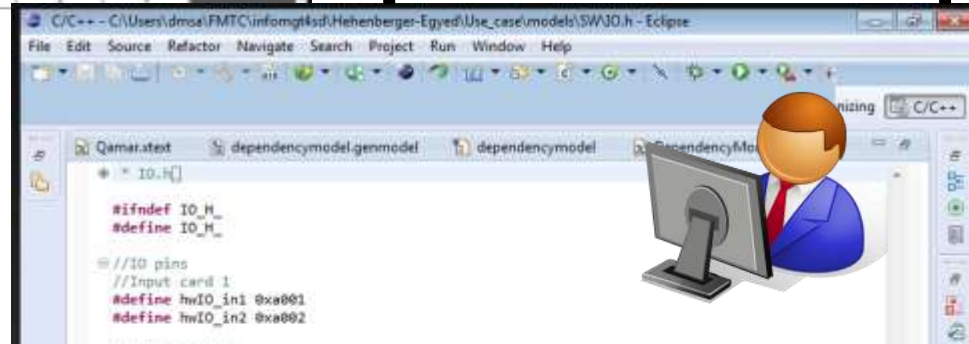 C/C++ - C:\Users\dmsa\FMTC\infomgt4sd\Hehenberger-Egyed\Use_case\models\SW\IO.h - Eclipse
File Edit Source Refactor Navigate Search Project Run Window Help
nizing C/C++
Qamar.xtext dependencymodel.genmodel dependencymodel DependencyMo
* IO.h
#ifndef IO_H_
#define IO_H_
//IO pins
//Input card 1
#define hwIO_in1 0xa001
#define hwIO_in2 0xa002